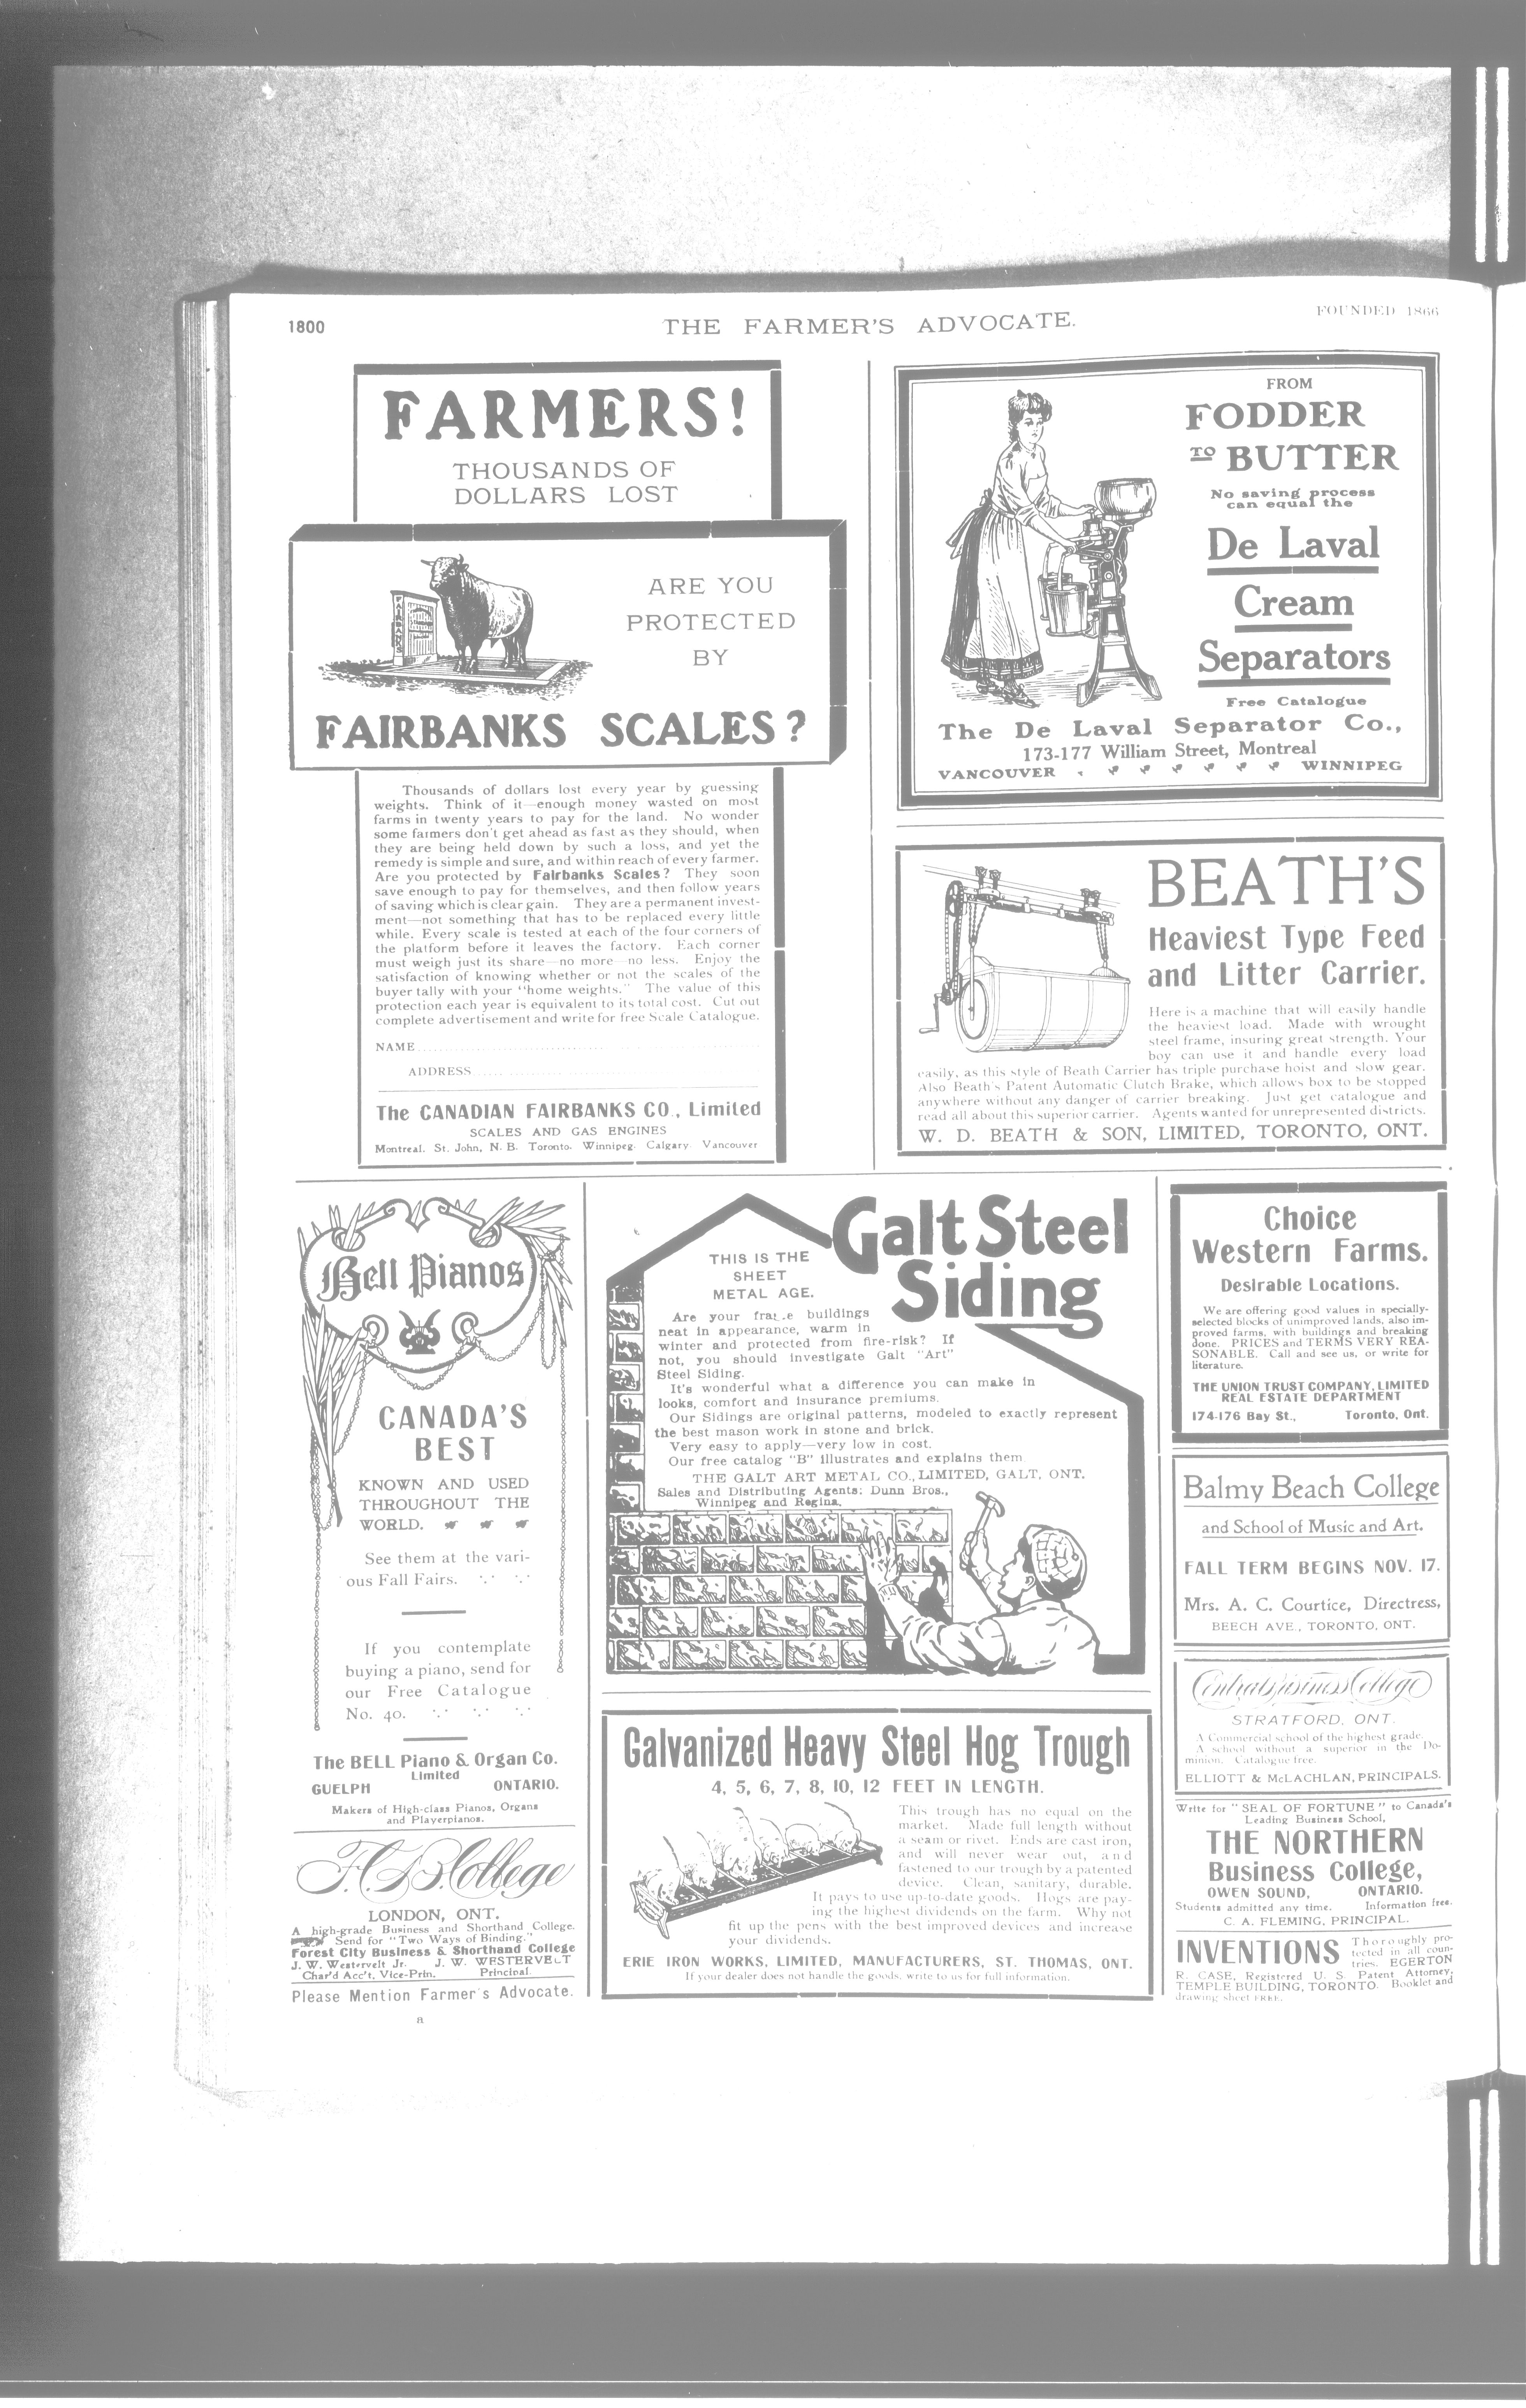 1800
THE FARMER'S ADVOCATE.
FOUNDED 1866
FARMERS!
THOUSANDS OF
DOLLARS LOST
FAIRBANKS
ARE YOU
PROTECTED
BY
FAIRBANKS SCALES?
Thousands of dollars lost every year by guessing
weights. Think of it—enough money wasted on most
farms in twenty years to pay for the land. No wonder
some farmers don't get ahead as fast as they should, when
they are being held down by such a loss, and yet the
remedy is simple and sure, and within reach of every farmer.
Are you protected by Fairbanks Scales? They soon
save enough to pay for themselves, and then follow years
of saving which is clear gain. They are a permanent invest-
ment—not something that has to be replaced every little
while. Every scale is tested at each of the four corners of
the platform before it leaves the factory. Each corner
must weigh just its share—no more—no less. Enjoy the
satisfaction of knowing whether or not the scales of the
buyer tally with your "home weights." The value of this
protection each year is equivalent to its total cost. Cut out
complete advertisement and write for free Scale Catalogue.
NAME
ADDRESS
The CANADIAN FAIRBANKS CO., Limited
SCALES AND GAS ENGINES
Montreal. St. John, N. B. Toronto. Winnipeg. Calgary. Vancouver
FROM
FODDER
TO BUTTER
No saving process
can equal the
De Laval
Cream
Separators
Free Catalogue
The De Laval Separator Co.,
173-177 William Street, Montreal
VANCOUVER WINNIPEG
BEATH'S
Heaviest Type Feed
and Litter Carrier.
Here is a machine that will easily handle
the heaviest load. Made with wrought
steel frame, insuring great strength. Your
boy can use it and handle every load
easily, as this style of Beath Carrier has triple purchase hoist and slow gear.
Also Beath's Patent Automatic Clutch Brake, which allows box to be stopped
anywhere without any danger of carrier breaking. Just get catalogue and
read all about this superior carrier. Agents wanted for unrepresented districts.
W. D. BEATH & SON, LIMITED, TORONTO, ONT.
Bell Pianos
CANADA'S
BEST
KNOWN AND USED
THROUGHOUT THE
WORLD.
See them at the vari-
ous Fall Fairs.
If you contemplate
buying a piano, send for
our Free Catalogue
No. 40.
The BELL Piano & Organ Co.
Limited
GUELPH ONTARIO.
Makers of High-class Pianos, Organs
and Playerpianos.
F.C.B. College
LONDON, ONT.
A high-grade Business and Shorthand College.
Send for "Two Ways of Binding."
Forest City Business & Shorthand College
J. W. Westervelt Jr. J. W. WESTERVELT
Char'd Acc't, Vice-Prin. Principal.
Please Mention Farmer's Advocate.
Galt Steel
Siding
THIS IS THE
SHEET
METAL AGE.
Are your frame buildings
neat in appearance, warm in
winter and protected from fire-risk? If
not, you should investigate Galt "Art"
Steel Siding.
It's wonderful what a difference you can make in
looks, comfort and insurance premiums.
Our Sidings are original patterns, modeled to exactly represent
the best mason work in stone and brick.
Very easy to apply—very low in cost.
Our free catalog "B" illustrates and explains them
THE GALT ART METAL CO., LIMITED, GALT, ONT.
Sales and Distributing Agents: Dunn Bros.,
Winnipeg and Regina.
Galvanized Heavy Steel Hog Trough
4, 5, 6, 7, 8, 10, 12 FEET IN LENGTH.
This trough has no equal on the
market. Made full length without
a seam or rivet. Ends are cast iron,
and will never wear out, and
fastened to our trough by a patented
device. Clean, sanitary, durable.
It pays to use up-to-date goods. Hogs are pay-
ing the highest dividends on the farm. Why not
fit up the pens with the best improved devices and increase
your dividends.
ERIE IRON WORKS, LIMITED, MANUFACTURERS, ST. THOMAS, ONT.
If your dealer does not handle the goods, write to us for full information.
Choice
Western Farms.
Desirable Locations.
We are offering good values in specially-
selected blocks of unimproved lands, also im-
proved farms, with buildings and breaking
done. PRICES and TERMS VERY REA-
SONABLE. Call and see us, or write for
literature.
THE UNION TRUST COMPANY, LIMITED
REAL ESTATE DEPARTMENT
174-176 Bay St., Toronto, Ont.
Balmy Beach College
and School of Music and Art.
FALL TERM BEGINS NOV. 17.
Mrs. A. C. Courtice, Directress,
BEECH AVE., TORONTO, ONT.
Central Business College
STRATFORD, ONT.
A Commercial school of the highest grade.
A school without a superior in the Do-
minion. Catalogue free.
ELLIOTT & McLACHLAN, PRINCIPALS.
Write for "SEAL OF FORTUNE" to Canada's
Leading Business School,
THE NORTHERN
Business College,
OWEN SOUND, ONTARIO.
Students admitted any time. Information free.
C. A. FLEMING, PRINCIPAL.
INVENTIONS Thoroughly pro-
tected in all coun-
tries. EGERTON
R. CASE, Registered U. S. Patent Attorney,
TEMPLE BUILDING, TORONTO. Booklet and
drawing sheet FREE.